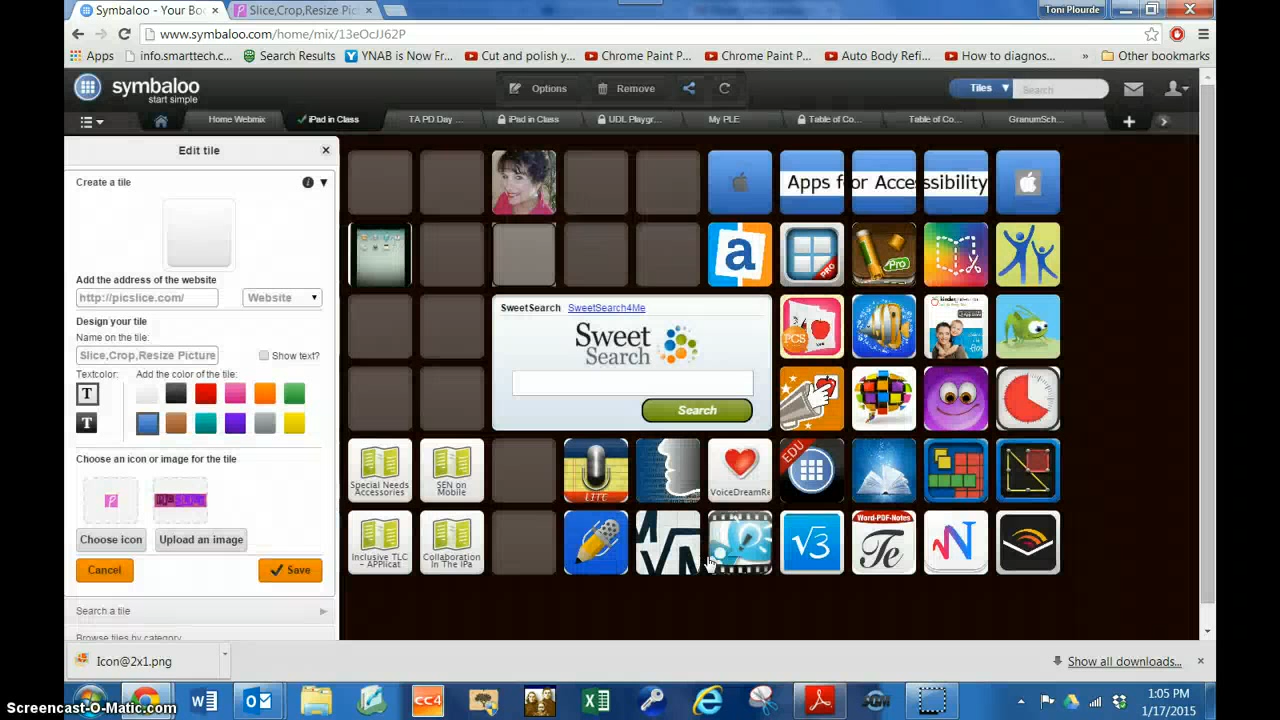 Symbaloo - Your Boo
Slice,Crop,Resize Pict
Toni Plourde
www.symbaloo.com/home/mix/13eOcJJ62P
Apps
info.smarttech.c...
Search Results
YNAB is Now Fr...
Cut and polish y...
Chrome Paint P...
Chrome Paint P...
Auto Body Refi...
How to diagnos...
»
Other bookmarks
symbaloo
start simple
Options
Remove
Tiles
Search
Home Webmix
iPad in Class
TA PD Day ...
iPad in Class
UDL Playgr...
My PLE
Table of Co...
Table of Co...
GranumSch...
Edit tile
Create a tile
Add the address of the website
http://picslice.com/
Website
Design your tile
Name on the tile:
Slice,Crop,Resize Picture
Show text?
Textcolor:
Add the color of the tile:
T
T
Choose an icon or image for the tile
Choose icon
Upload an image
Cancel
Save
Search a tile
Browse tiles by category
Apps for Accessibility
a
PRO
Pro
SweetSearch
SweetSearch4Me
Sweet
Search
Search
PCS
Special Needs
Accessories
SEN on
Mobile
LITE
VoiceDreamRe
EDU
Inclusive TLC
- APPlicat
Collaboration
In The iPa
√3
Word-PDF-Notes
Te
N
Icon@2x1.png
Show all downloads...
CC4
1:05 PM
1/17/2015
Screencast-O-Matic.com